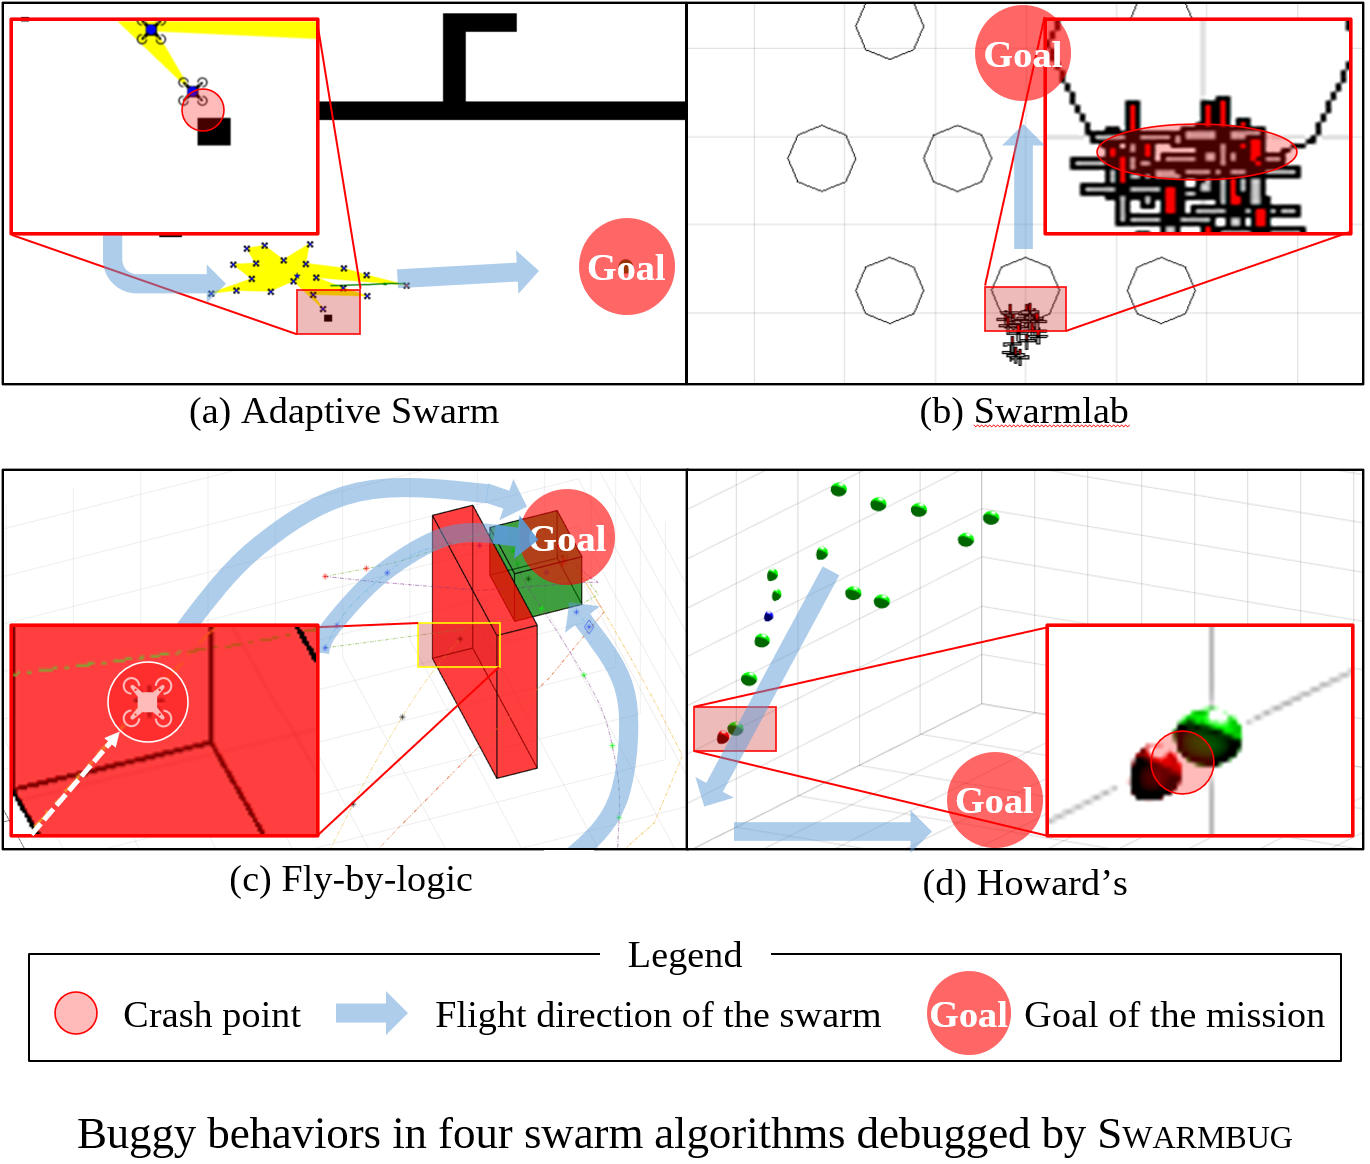 Goal
Goal
(a) Adaptive Swarm
(b) Swarmlab
Goal
Goal
(c) Fly-by-logic
(d) Howard’s
Legend
Crash point
Flight direction of the swarm
Goal
Goal of the mission
Buggy behaviors in four swarm algorithms debugged by SWARMBUG